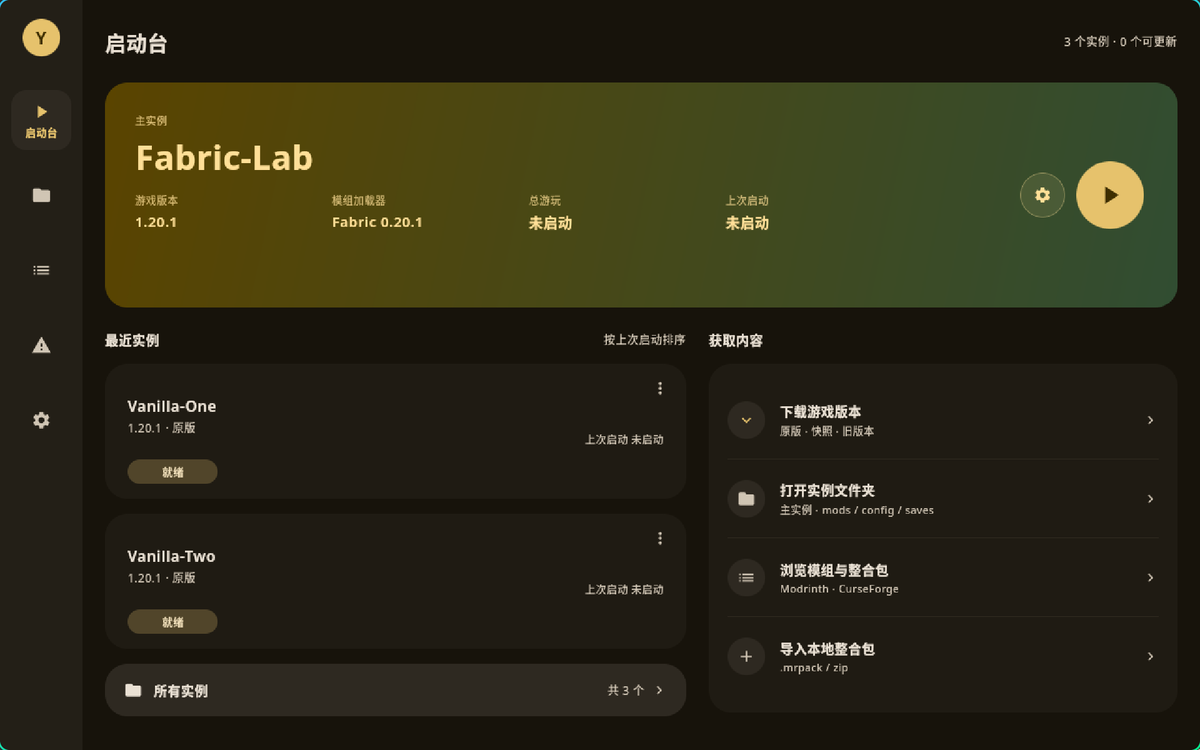 Y
启动台
启动台
3 个实例 · 0 个可更新
主实例
Fabric-Lab
游戏版本
1.20.1
模组加载器
Fabric 0.20.1
总游玩
未启动
上次启动
未启动
最近实例
按上次启动排序
Vanilla-One
1.20.1 · 原版
上次启动 未启动
就绪
Vanilla-Two
1.20.1 · 原版
上次启动 未启动
就绪
所有实例
共 3 个
获取内容
下载游戏版本
原版 · 快照 · 旧版本
打开实例文件夹
主实例 · mods / config / saves
浏览模组与整合包
Modrinth · CurseForge
导入本地整合包
.mrpack / zip